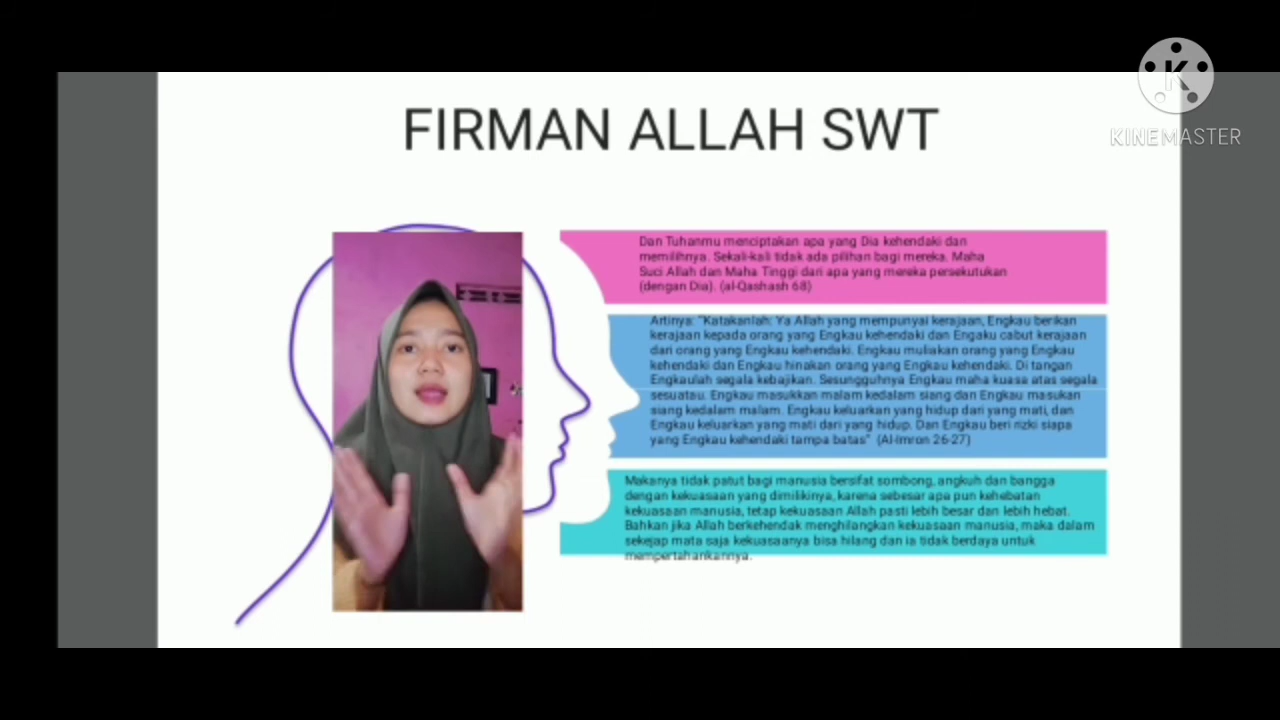 FIRMAN ALLAH SWT
K
KINEMASTER
Dan Tuhanmu menciptakan apa yang Dia kehendaki dan
memilihnya. Sekali-kali tidak ada pilihan bagi mereka. Maha
Suci Allah dan Maha Tinggi dari apa yang mereka persekutukan
(dengan Dia). (al-Qashash 68)
Artinya: "Katakanlah: Ya Allah yang mempunyai kerajaan, Engkau berikan
kerajaan kepada orang yang Engkau kehendaki dan Engaku cabut kerajaan
dari orang yang Engkau kehendaki. Engkau muliakan orang yang Engkau
kehendaki dan Engkau hinakan orang yang Engkau kehendaki. Di tangan
Engkaulah segala kebajikan. Sesungguhnya Engkau maha kuasa atas segala
sesuatau. Engkau masukkan malam kedalam siang dan Engkau masukan
siang kedalam malam. Engkau keluarkan yang hidup dari yang mati, dan
Engkau keluarkan yang mati dari yang hidup. Dan Engkau beri rizki siapa
yang Engkau kehendaki tampa batas" (Al-Imron 26-27)
Makanya tidak patut bagi manusia bersifat sombong, angkuh dan bangga
dengan kekuasaan yang dimilikinya, karena sebesar apa pun kehebatan
kekuasaan manusia, tetap kekuasaan Allah pasti lebih besar dan lebih hebat.
Bahkan jika Allah berkehendak menghilangkan kekuasaan manusia, maka dalam
sekejap mata saja kekuasaanya bisa hilang dan ia tidak berdaya untuk
mempertahankannya.